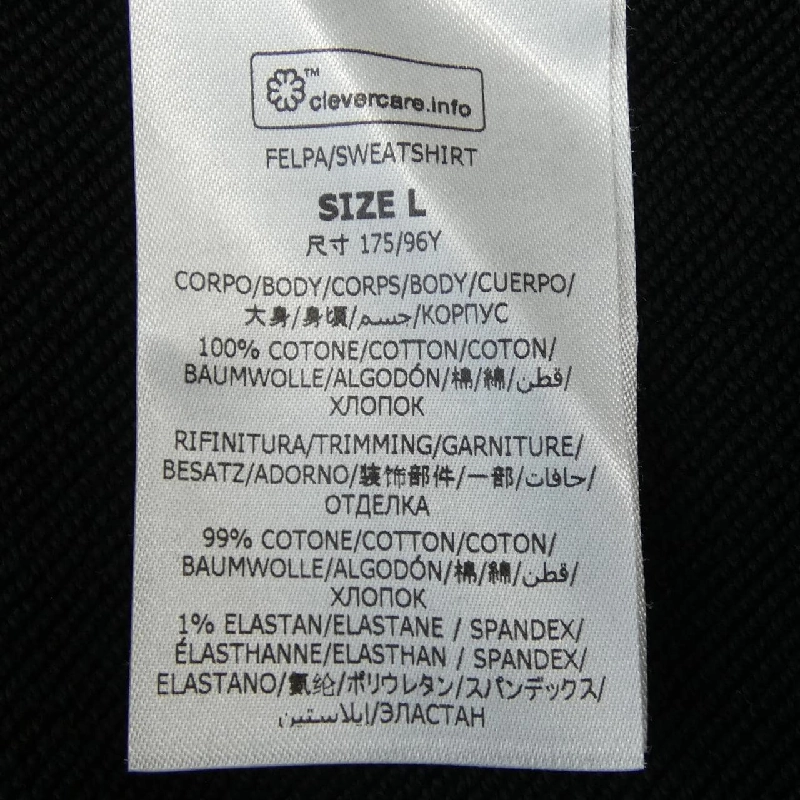 ™
clevercare.info
FELPA/SWEATSHIRT
SIZE L
尺寸 175/96Y
CORPO/BODY/CORPS/BODY/CUERPO/
大身/身頃/جسم/КОРПУС
100% COTONE/COTTON/COTON/
BAUMWOLLE/ALGODÓN/棉/綿/قطن/
ХЛОПОК
RIFINITURA/TRIMMING/GARNITURE/
BESATZ/ADORNO/装饰部件/一部/حافات/
ОТДЕЛКА
99% COTONE/COTTON/COTON/
BAUMWOLLE/ALGODÓN/棉/綿/قطن/
ХЛОПОК
1% ELASTAN/ELASTANE / SPANDEX/
ÉLASTHANNE/ELASTHAN / SPANDEX/
ELASTANO/氨纶/ポリウレタン/スパンデックス/
إيلاستين/ЭЛАСТАН